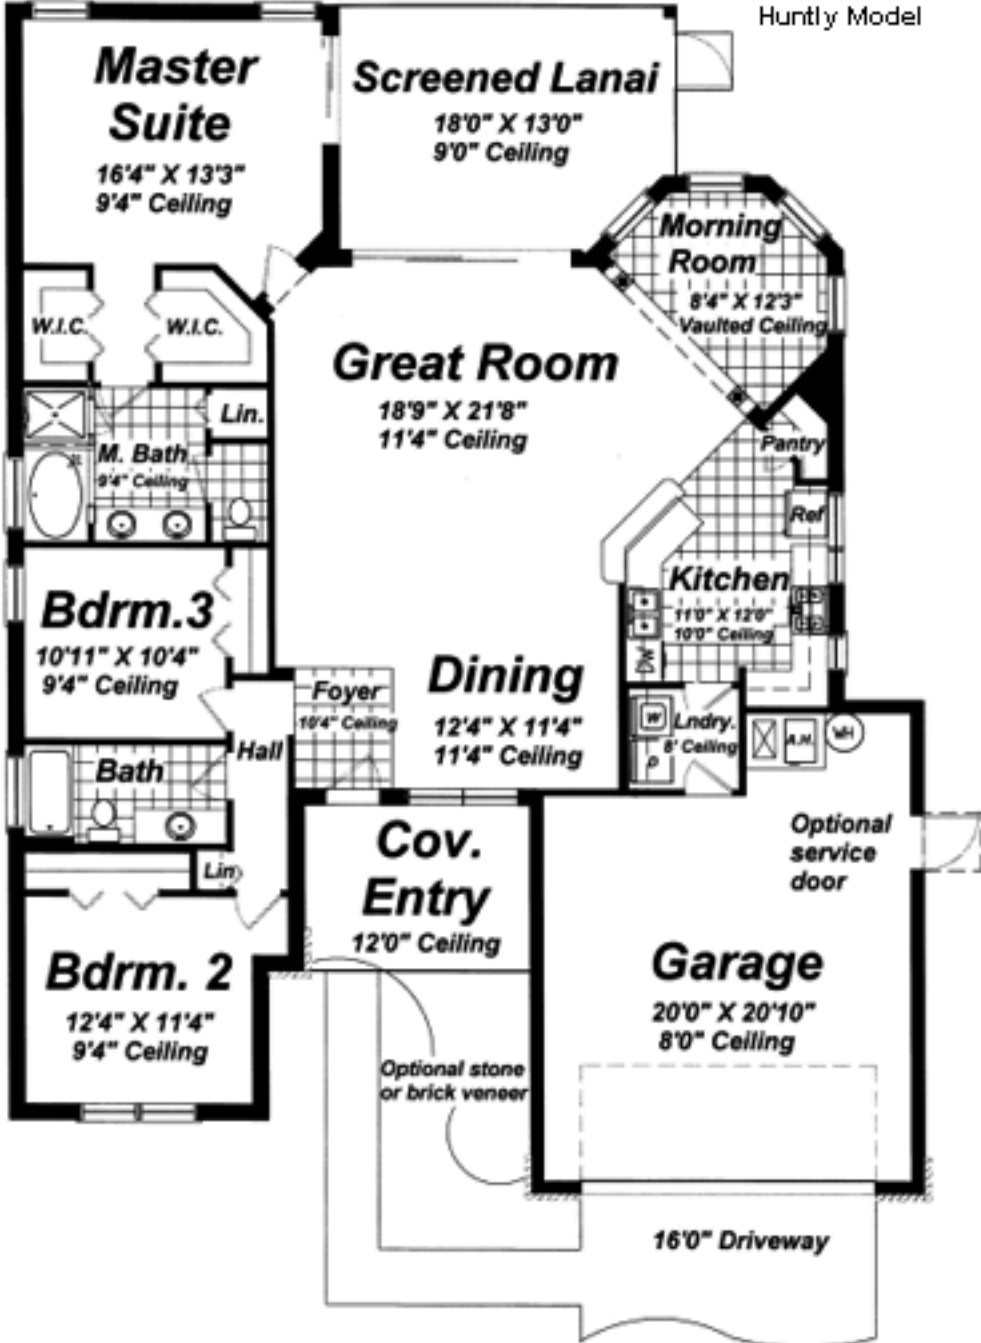 Huntly Model
Master
Suite
16'4" X 13'3"
9'4" Ceiling
Screened Lanai
18'0" X 13'0"
9'0" Ceiling
Morning
Room
8'4" X 12'3"
Vaulted Ceiling
W.I.C.
W.I.C.
Great Room
18'9" X 21'8"
11'4" Ceiling
Lin.
M. Bath
9'4" Ceiling
Pantry
Ref
Kitchen
11'0" X 12'0"
10'0" Ceiling
DW
Bdrm.3
10'11" X 10'4"
9'4" Ceiling
Foyer
10'4" Ceiling
Dining
12'4" X 11'4"
11'4" Ceiling
W
D
Lndry.
8' Ceiling
A.H.
WH
Hall
Bath
Lin
Cov.
Entry
12'0" Ceiling
Optional
service
door
Bdrm. 2
12'4" X 11'4"
9'4" Ceiling
Garage
20'0" X 20'10"
8'0" Ceiling
Optional stone
or brick veneer
16'0" Driveway